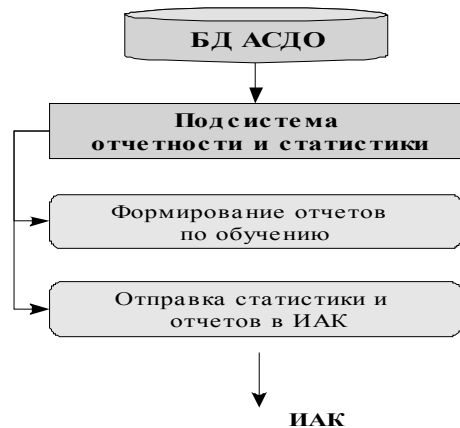 БД АСДО
Подсистема
отчетности и статистики
Формирование отчетов
по обучению
Отправка статистики и
отчетов в ИАК
ИАК